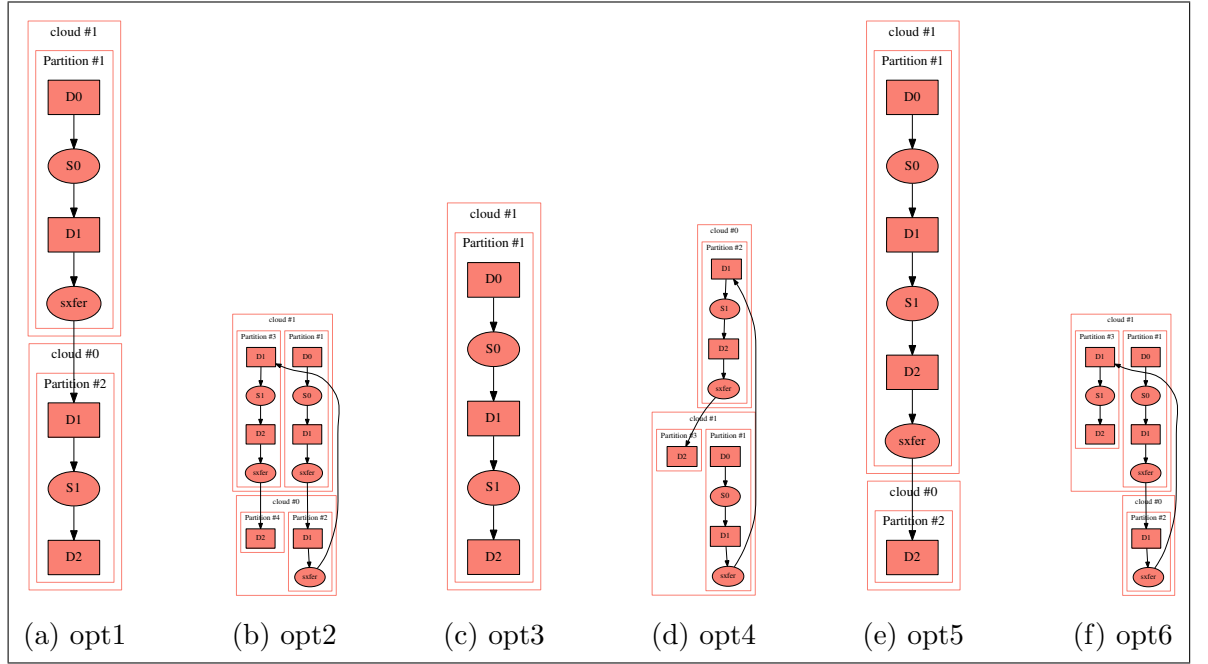 cloud #1
Partition #1
D0
S0
D1
sxfer
cloud #0
Partition #2
D1
S1
D2
(a) opt1
cloud #1
Partition #3
Partition #1
D1
D0
S1
S0
D2
D1
sxfer
sxfer
cloud #0
Partition #4
Partition #2
D2
D1
sxfer
(b) opt2
cloud #1
Partition #1
D0
S0
D1
S1
D2
(c) opt3
cloud #0
Partition #2
D1
S1
D2
sxfer
cloud #1
Partition #3
Partition #1
D2
D0
S0
D1
sxfer
(d) opt4
cloud #1
Partition #1
D0
S0
D1
S1
D2
sxfer
cloud #0
Partition #2
D2
(e) opt5
cloud #1
Partition #3
Partition #1
D1
D0
S1
S0
D2
D1
sxfer
cloud #0
Partition #2
D1
sxfer
(f) opt6